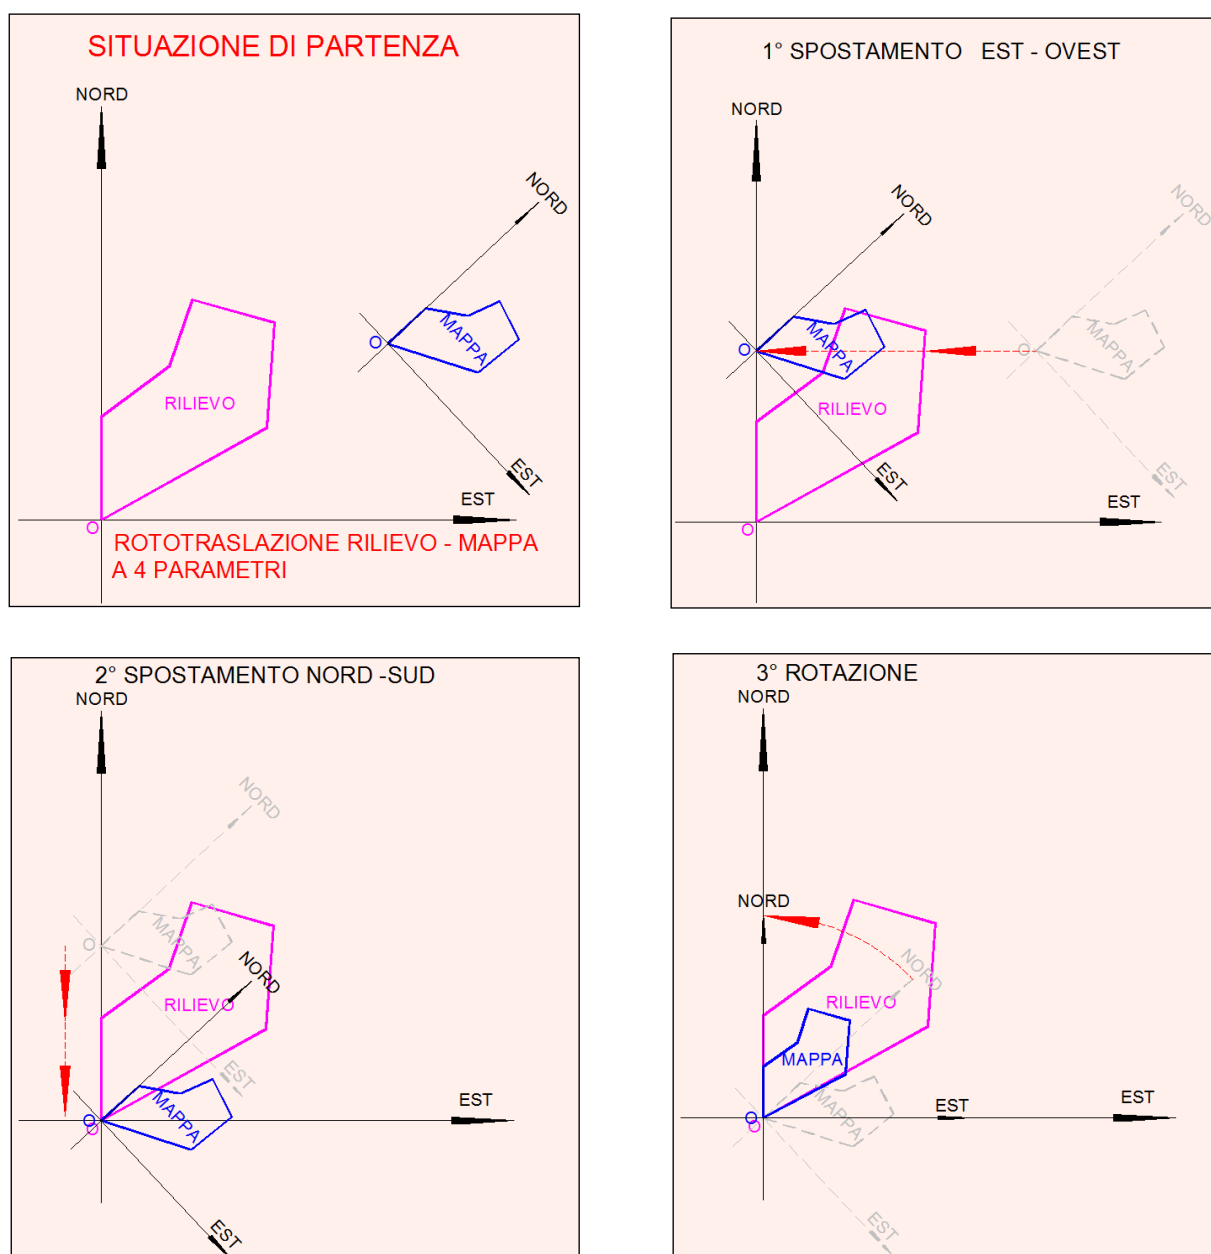 SITUAZIONE DI PARTENZA
NORD
NORD
MAPPA
O
RILIEVO
EST
EST
O
ROTOTRASLAZIONE RILIEVO - MAPPA
A 4 PARAMETRI
1° SPOSTAMENTO EST - OVEST
NORD
NORD
NORD
O
MAPPA
O
MAPPA
RILIEVO
EST
EST
EST
O
2° SPOSTAMENTO NORD -SUD
NORD
NORD
O
MAPPA
NORD
RILIEVO
EST
EST
O
O
MAPPA
EST
3° ROTAZIONE
NORD
NORD
NORD
RILIEVO
MAPPA
EST
EST
O
O
MAPPA
EST